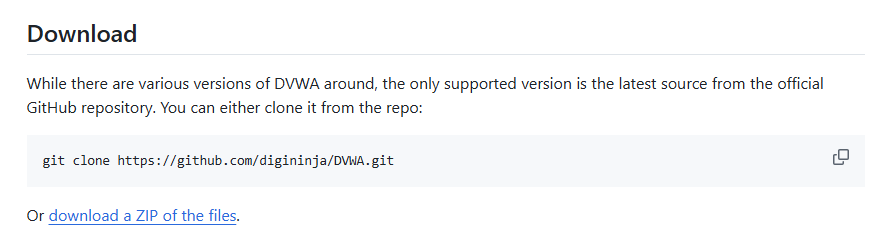 Download
While there are various versions of DVWA around, the only supported version is the latest source from the official
GitHub repository. You can either clone it from the repo:
git clone https://github.com/digininja/DVWA.git
Or download a ZIP of the files.